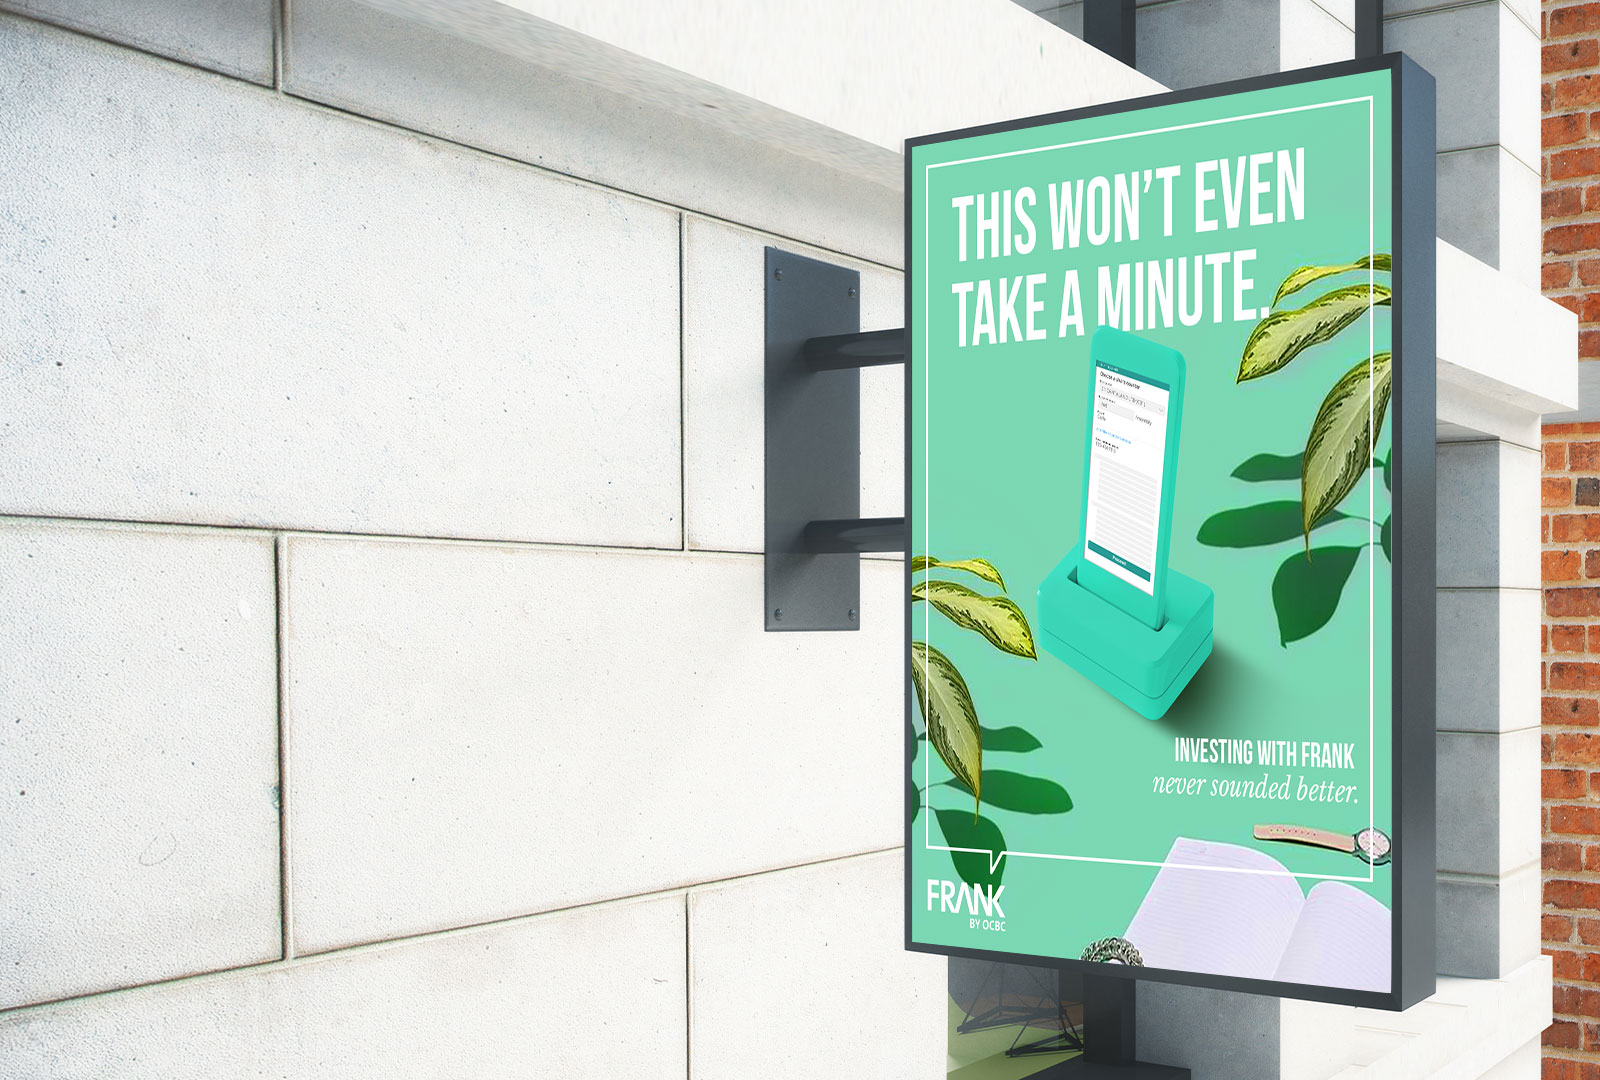 THIS WON'T EVEN
TAKE A MINUTE.
INVESTING WITH FRANK
never sounded better.
FRANK
BY OCBC